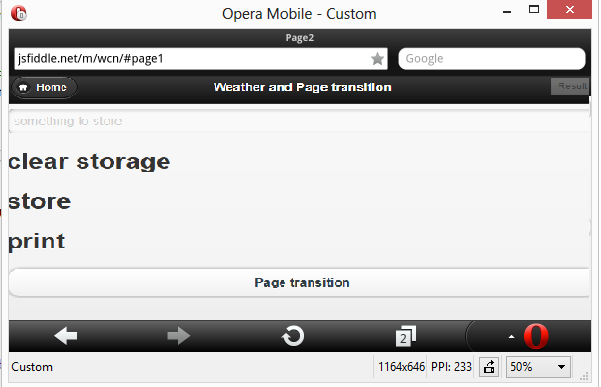 Opera Mobile - Custom
Page2
jsfiddle.net/m/wcn/#page1
Google
Home
Weather and Page transition
Result
something to store
clear storage
store
print
Page transition
2
Custom
1164x646
PPI: 233
50%